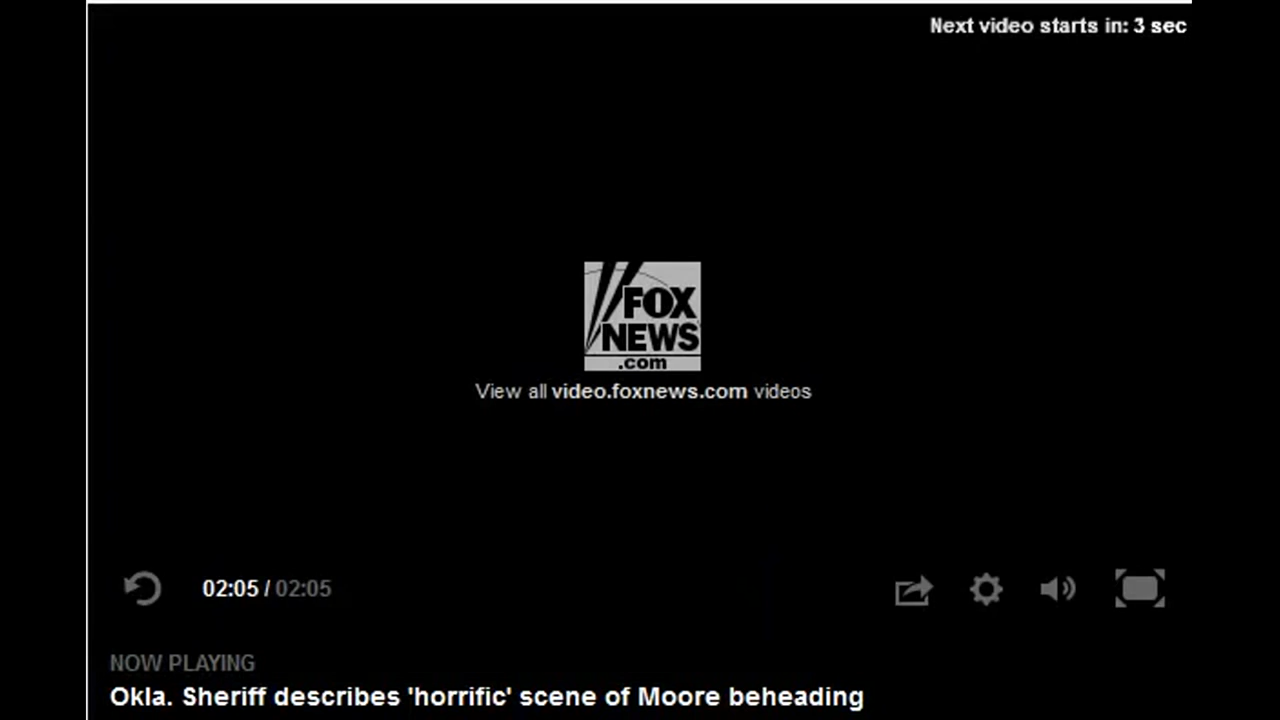 Next video starts in: 3 sec
FOX
NEWS
.com
View all video.foxnews.com videos
02:05 / 02:05
NOW PLAYING
Okla. Sheriff describes 'horrific' scene of Moore beheading